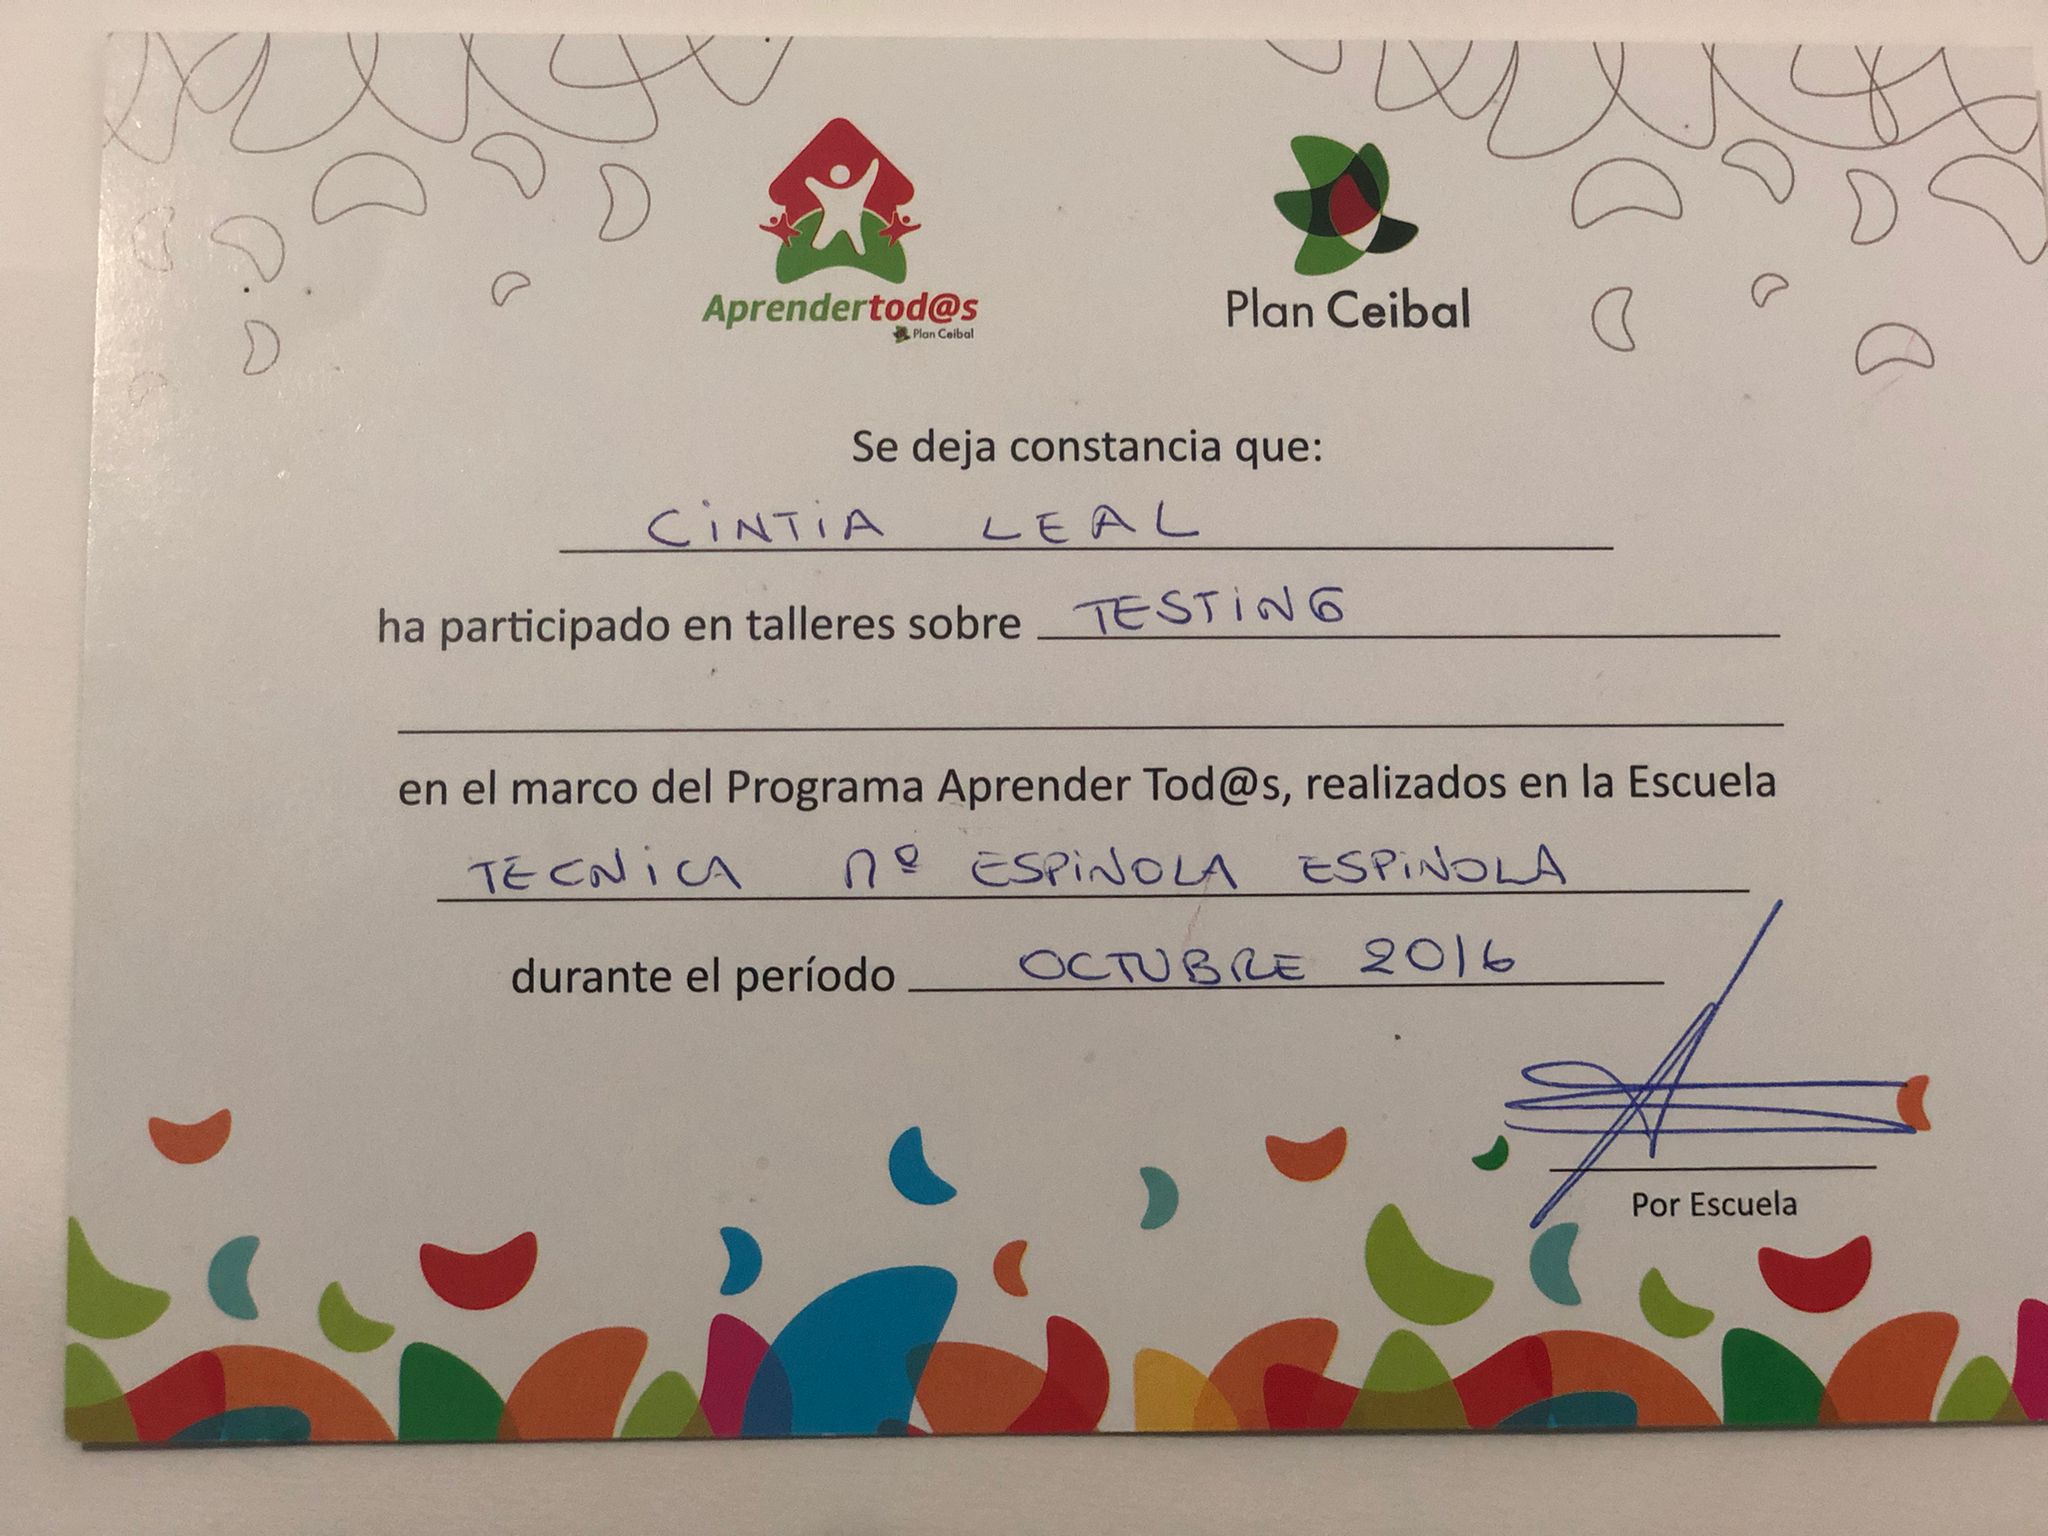 Aprendertod@s
Plan Ceibal
Plan Ceibal
Se deja constancia que:
CiNTiA LEAL
ha participado en talleres sobre TESTiNG
en el marco del Programa Aprender Tod@s, realizados en la Escuela
TECNiCA nº ESPiNOLA ESPiNOLA
durante el período OCTUBRE 2016
Por Escuela